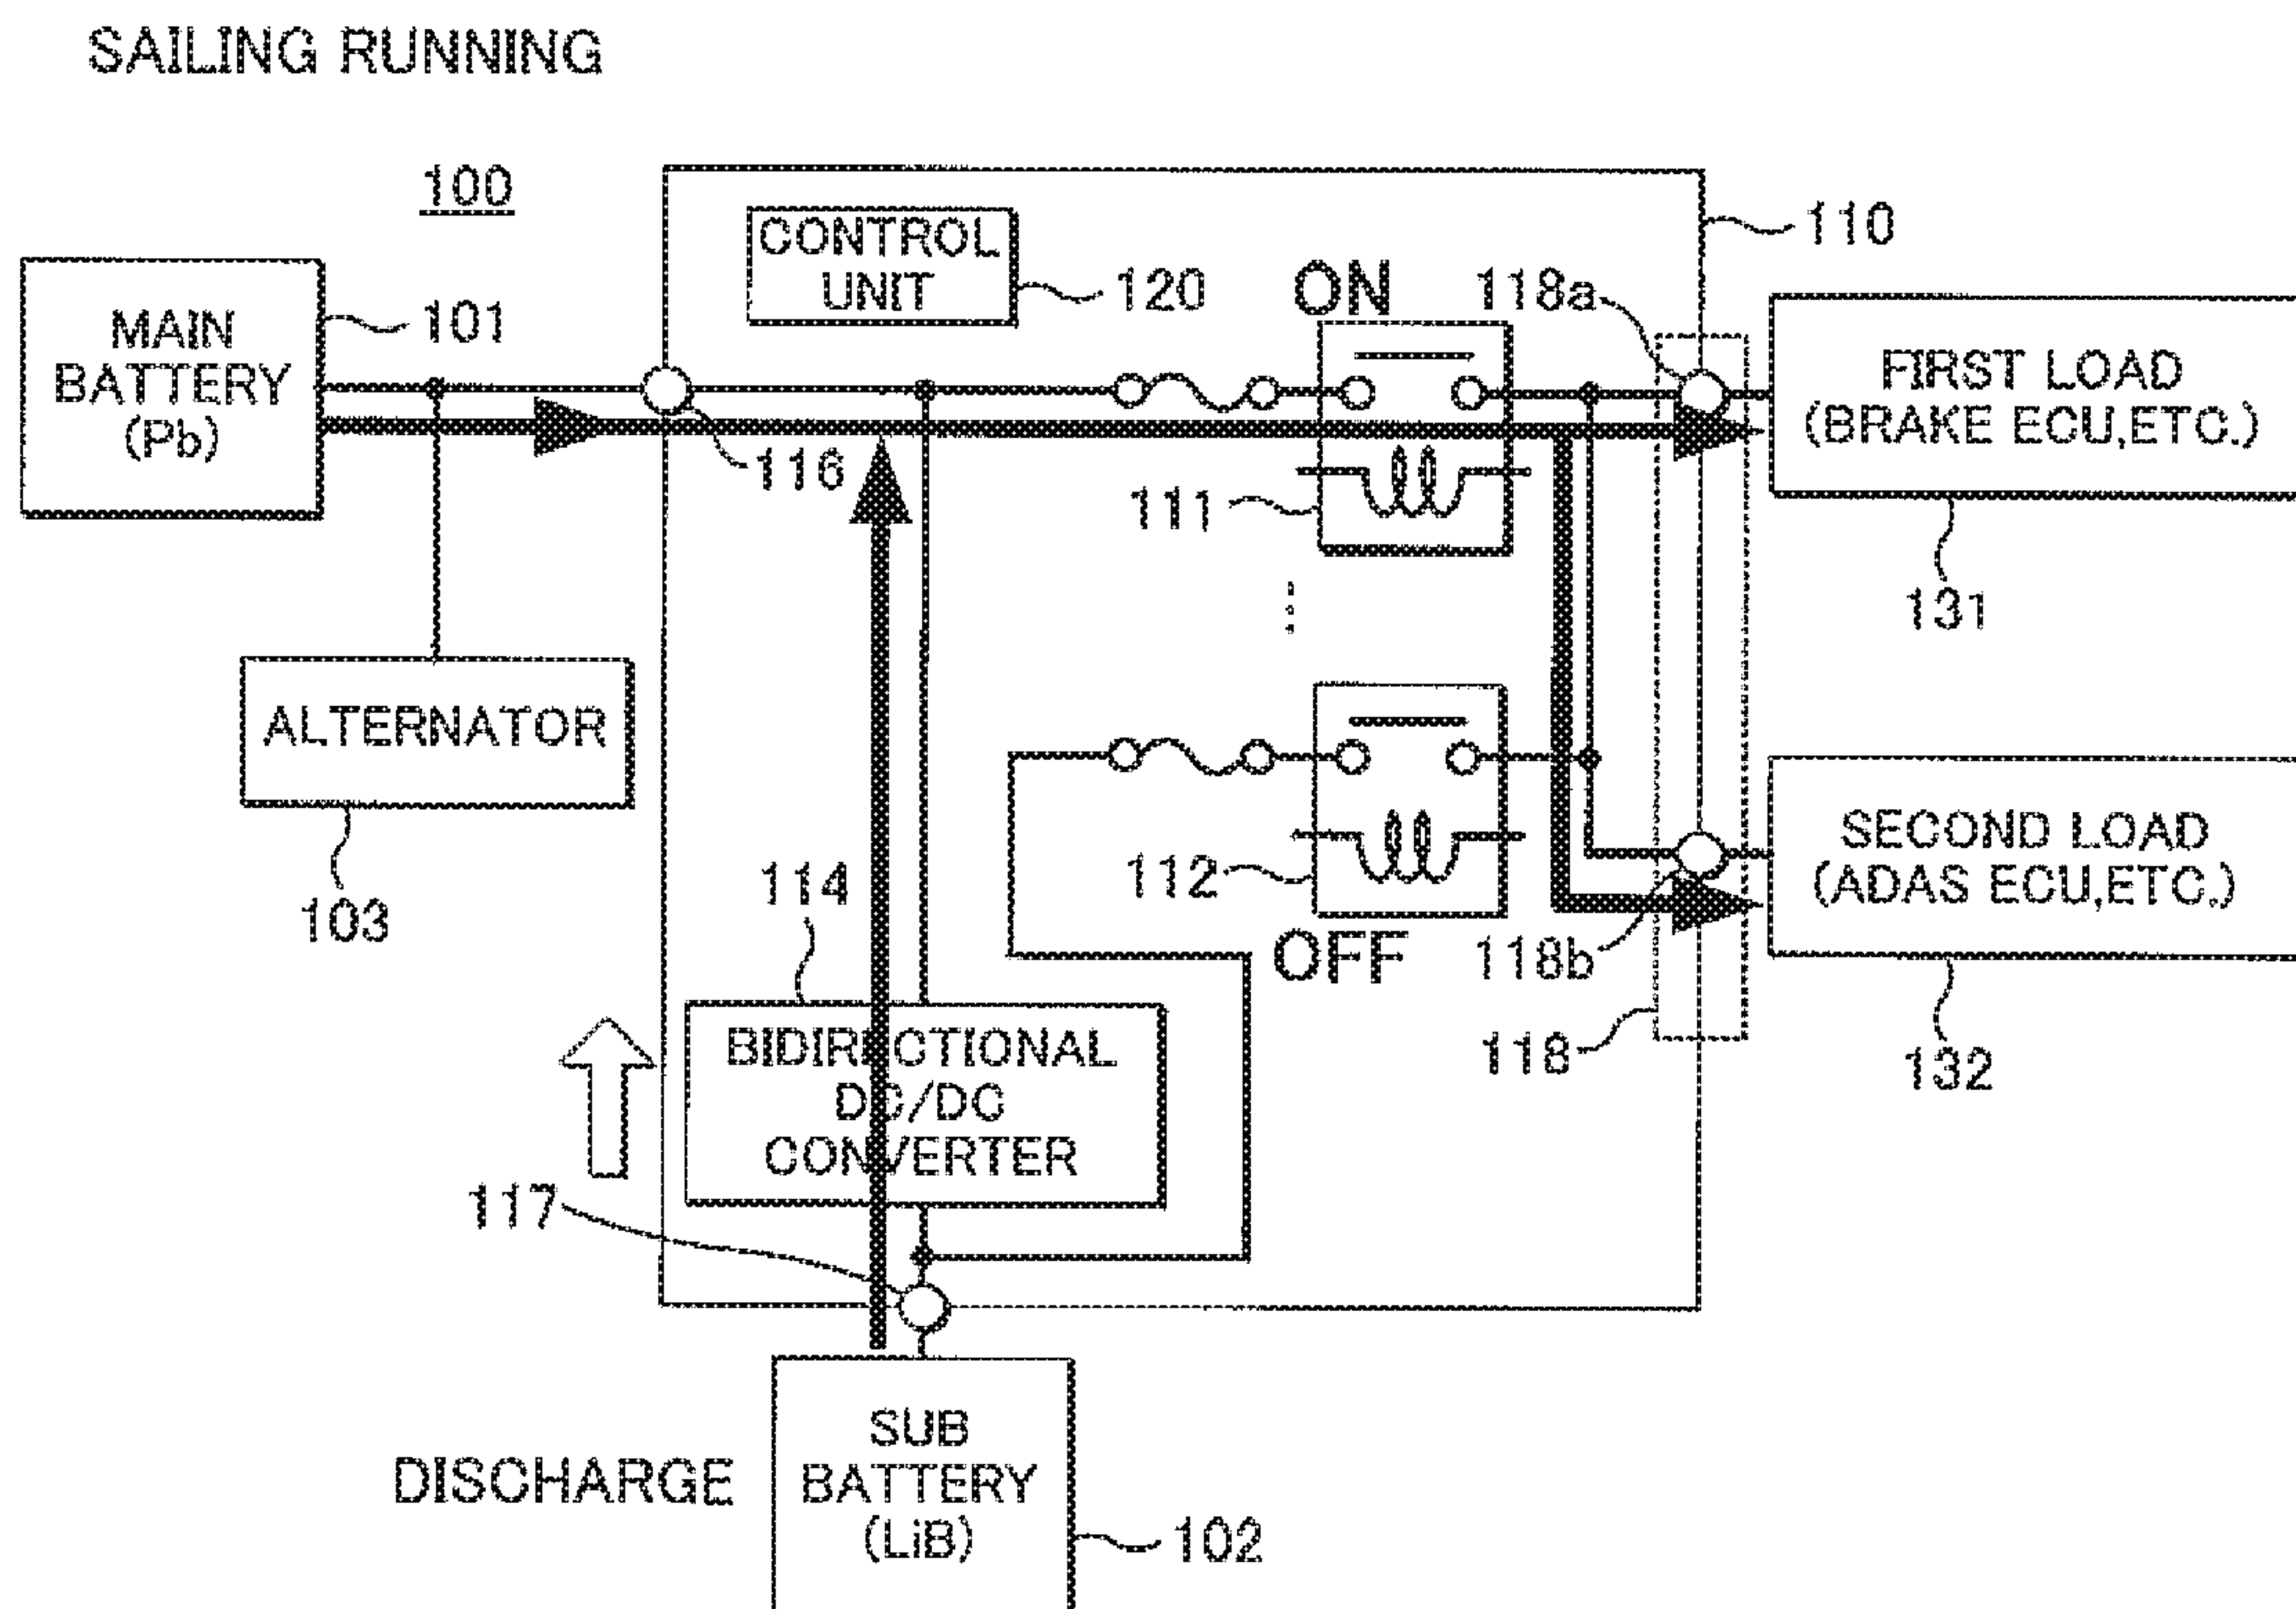 SAILING RUNNING
100
110
CONTROL
UNIT
120
ON
118a
MAIN
BATTERY
(Pb)
101
FIRST LOAD
(BRAKE ECU,ETC.)
116
111
131
ALTERNATOR
103
114
112
OFF
118b
SECOND LOAD
(ADAS ECU,ETC.)
118
132
BIDIRECTIONAL
DC/DC
CONVERTER
117
DISCHARGE
SUB
BATTERY
(LiB)
102